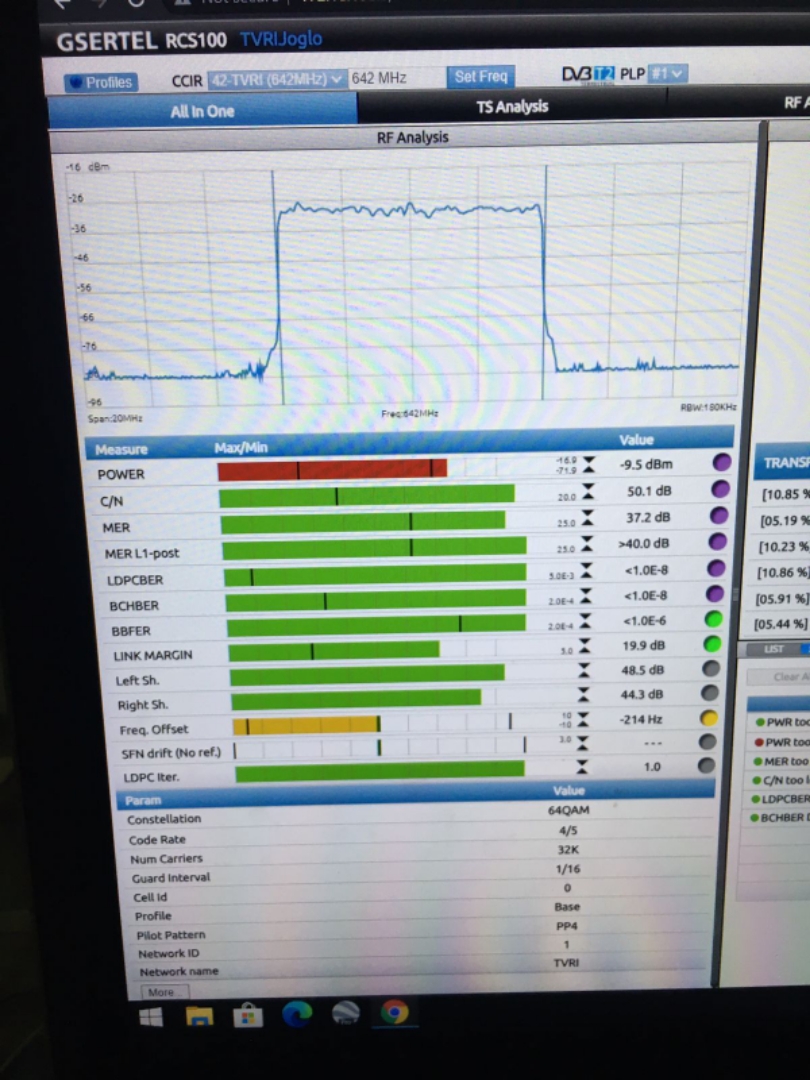 GSERTEL RCS100 TVRIJoglo
Profiles CCIR 42-TVRI (642MHz) 642 MHz Set Freq DVB T2 PLP #1
All In One TS Analysis RF A
RF Analysis
-16 dBm
-26
-36
-46
-56
-66
-76
-96
Span:20MHz Freq:642MHz RBW:180KHz
Measure Max/Min Value
POWER -16.9 -71.9 -9.5 dBm
C/N 20.0 50.1 dB
MER 25.0 37.2 dB
MER L1-post 25.0 >40.0 dB
LDPCBER 5.0E-3 <1.0E-8
BCHBER 2.0E-4 <1.0E-8
BBFER 2.0E-4 <1.0E-6
LINK MARGIN 5.0 19.9 dB
Left Sh. 48.5 dB
Right Sh. 44.3 dB
Freq. Offset 10 -10 -214 Hz
SFN drift (No ref.) 3.0 ---
LDPC Iter. 1.0
Param Value
Constellation 64QAM
Code Rate 4/5
Num Carriers 32K
Guard Interval 1/16
Cell Id 0
Profile Base
Pilot Pattern PP4
Network ID 1
Network name TVRI
More
TRANSF
[10.85 %
[05.19 %
[10.23 %
[10.86 %]
[05.91 %]
[05.44 %]
LIST
Clear A
PWR too
PWR too
MER too
C/N too l
LDPCBER
BCHBER